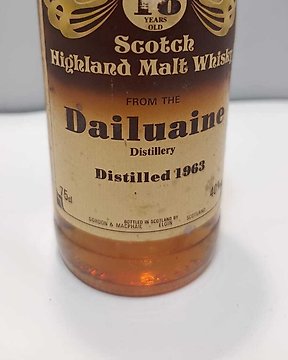 YEARS
OLD
Scotch
Highland Malt Whisky
FROM THE
Dailuaine
Distillery
Distilled 1963
75cl
BOTTLED IN SCOTLAND BY
GORDON & MACPHAIL ELGIN SCOTLAND